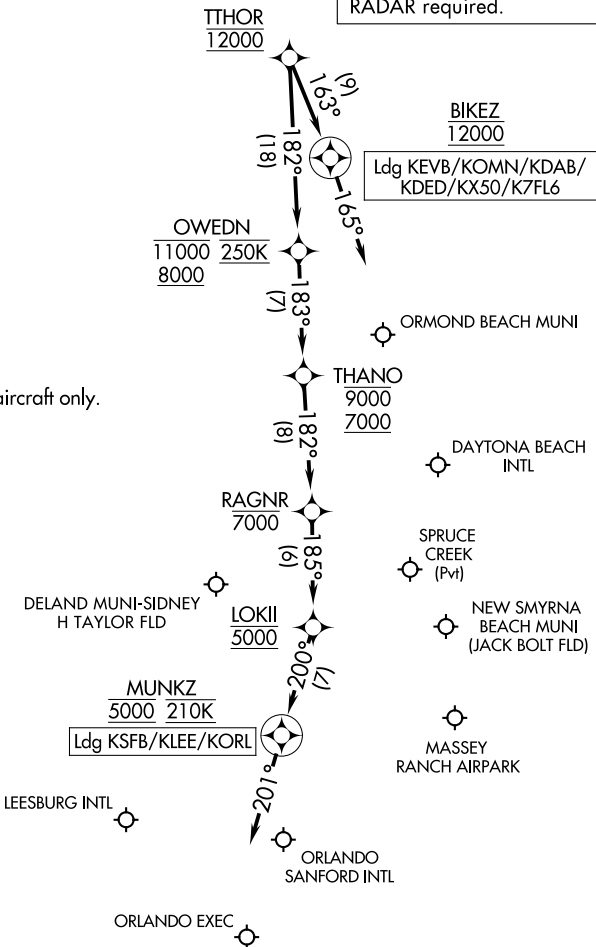 RADAR required.
TTHOR
12000
(9)
163°
182°
(18)
BIKEZ
12000
Ldg KEVB/KOMN/KDAB/
KDED/KX50/K7FL6
165°
OWEDN
11000 250K
8000
183°
(7)
ORMOND BEACH MUNI
THANO
9000
7000
aircraft only.
182°
(8)
DAYTONA BEACH
INTL
RAGNR
7000
185°
(6)
SPRUCE
CREEK
(Pvt)
DELAND MUNI-SIDNEY
H TAYLOR FLD
LOKII
5000
NEW SMYRNA
BEACH MUNI
(JACK BOLT FLD)
200°
(7)
MUNKZ
5000 210K
Ldg KSFB/KLEE/KORL
MASSEY
RANCH AIRPARK
201°
LEESBURG INTL
ORLANDO
SANFORD INTL
ORLANDO EXEC